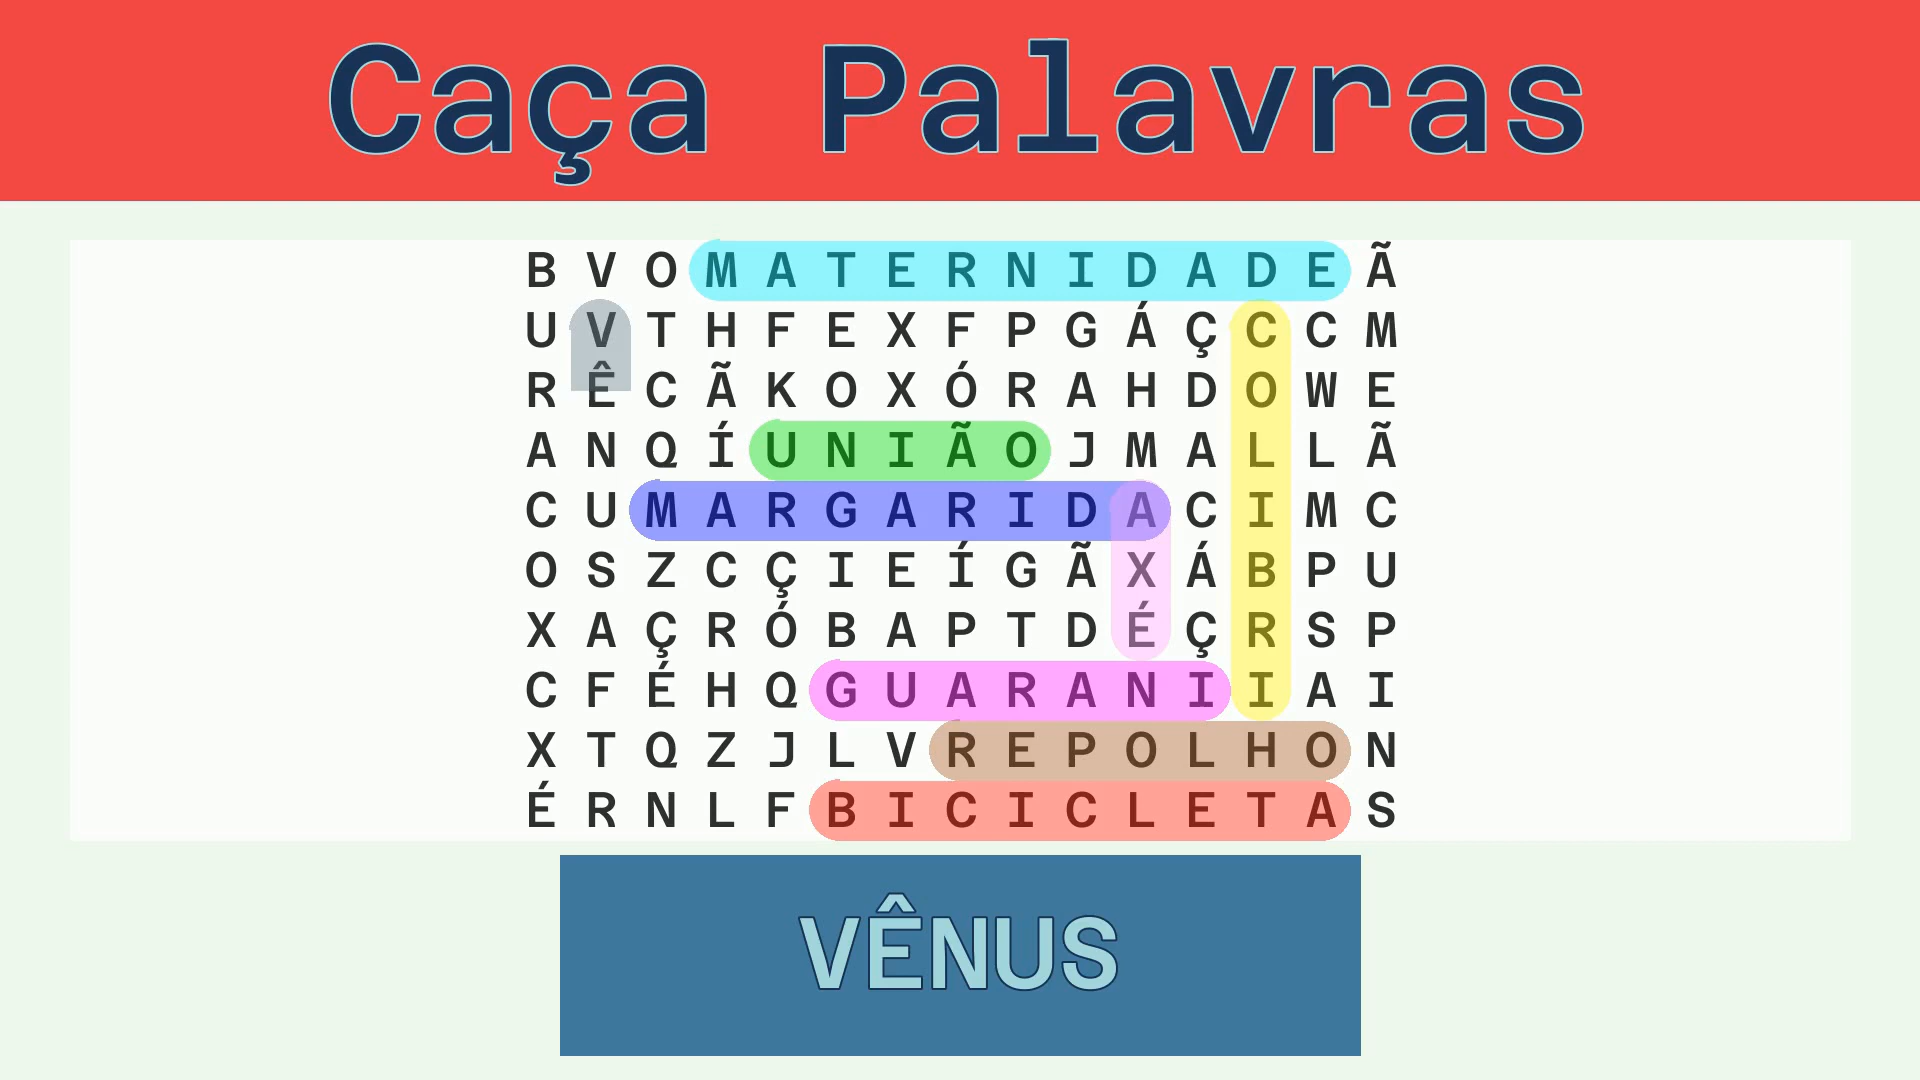 Caça Palavras
B V O M A T E R N I D A D E Ã
U V T H F E X F P G Á Ç C C M
R Ê C Ã K O X Ó R A H D O W E
A N Q Í U N I Ã O J M A L L Ã
C U M A R G A R I D A C I M C
O S Z C Ç I E Í G Ã X Á B P U
X A Ç R Ó B A P T D É Ç R S P
C F É H Q G U A R A N I I A I
X T Q Z J L V R E P O L H O N
É R N L F B I C I C L E T A S
VÊNUS